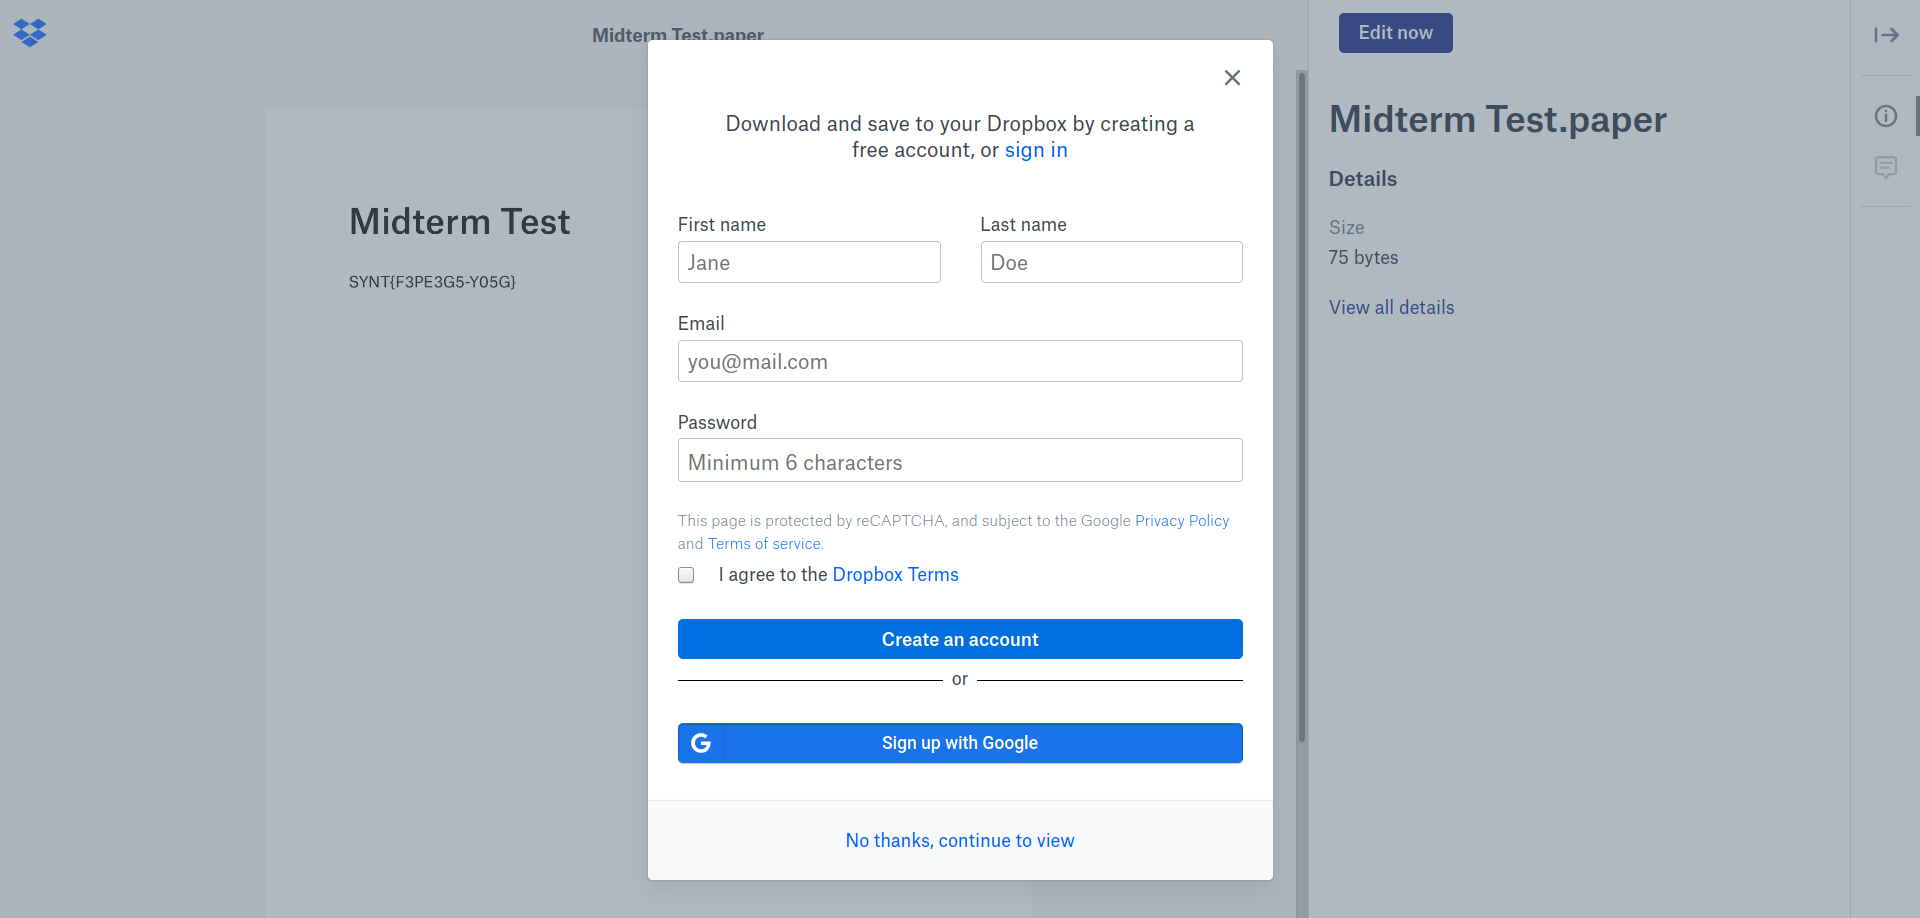 Midterm Test.paper
Edit now
Download and save to your Dropbox by creating a
free account, or sign in
First name
Last name
Jane
Doe
Email
you@mail.com
Password
Minimum 6 characters
This page is protected by reCAPTCHA, and subject to the Google Privacy Policy
and Terms of service.
I agree to the Dropbox Terms
Create an account
or
G
Sign up with Google
No thanks, continue to view
Midterm Test
SYNT{F3PE3G5-Y05G}
Midterm Test.paper
Details
Size
75 bytes
View all details